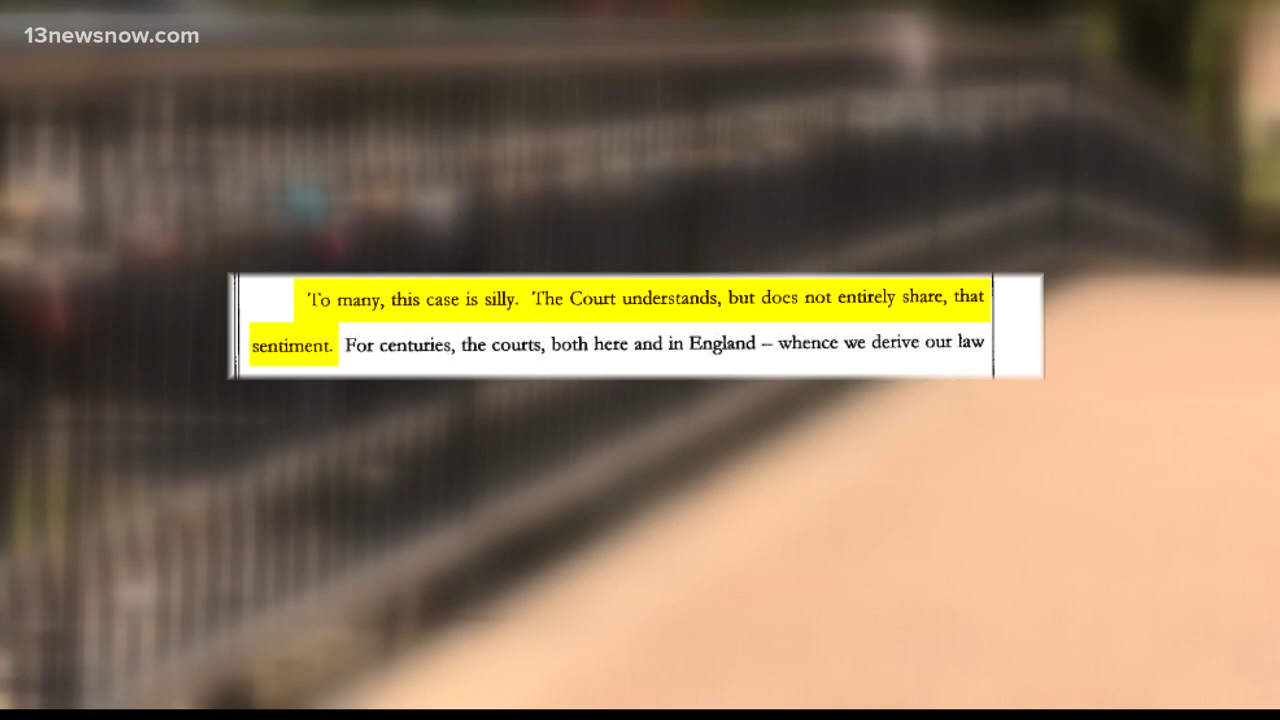 13newsnow.com
To many, this case is silly. The Court understands, but does not entirely share, that
sentiment. For centuries, the courts, both here and in England – whence we derive our law